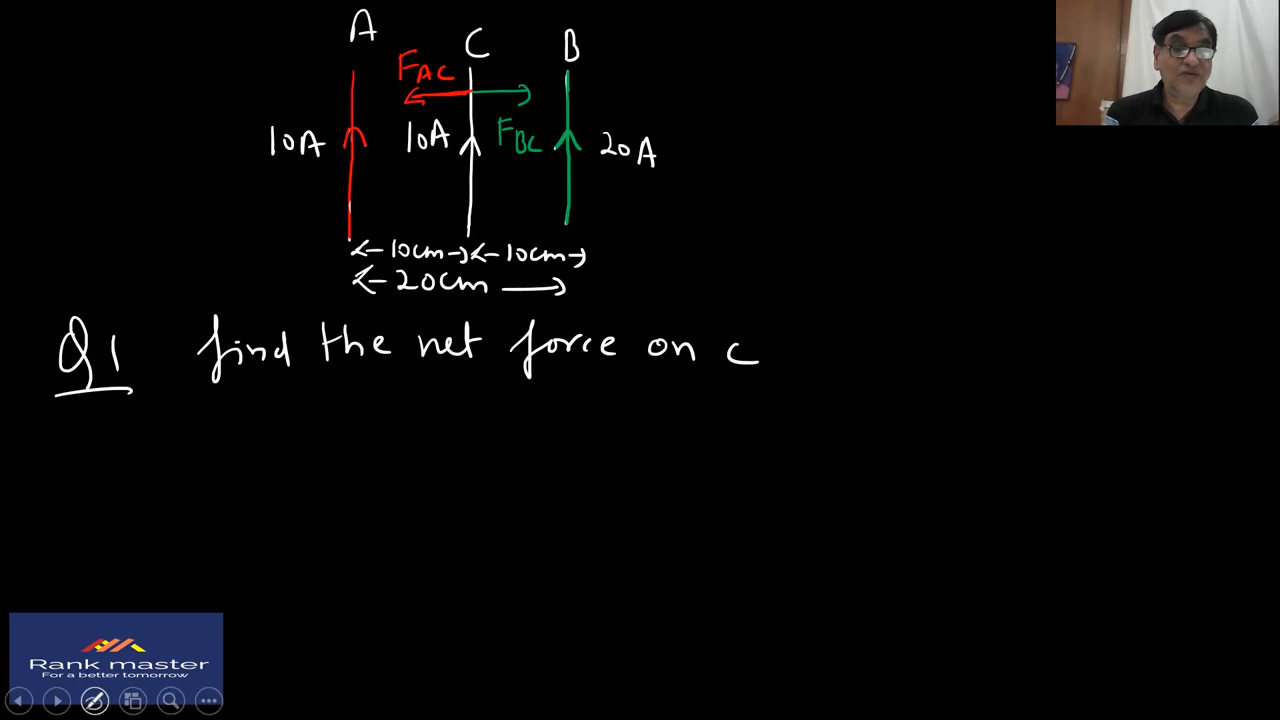 A
C
B
FAC
10A
10A
FBC
20A
10cm
10cm
20cm
Q1 find the net force on c
Rank master
For a better tomorrow